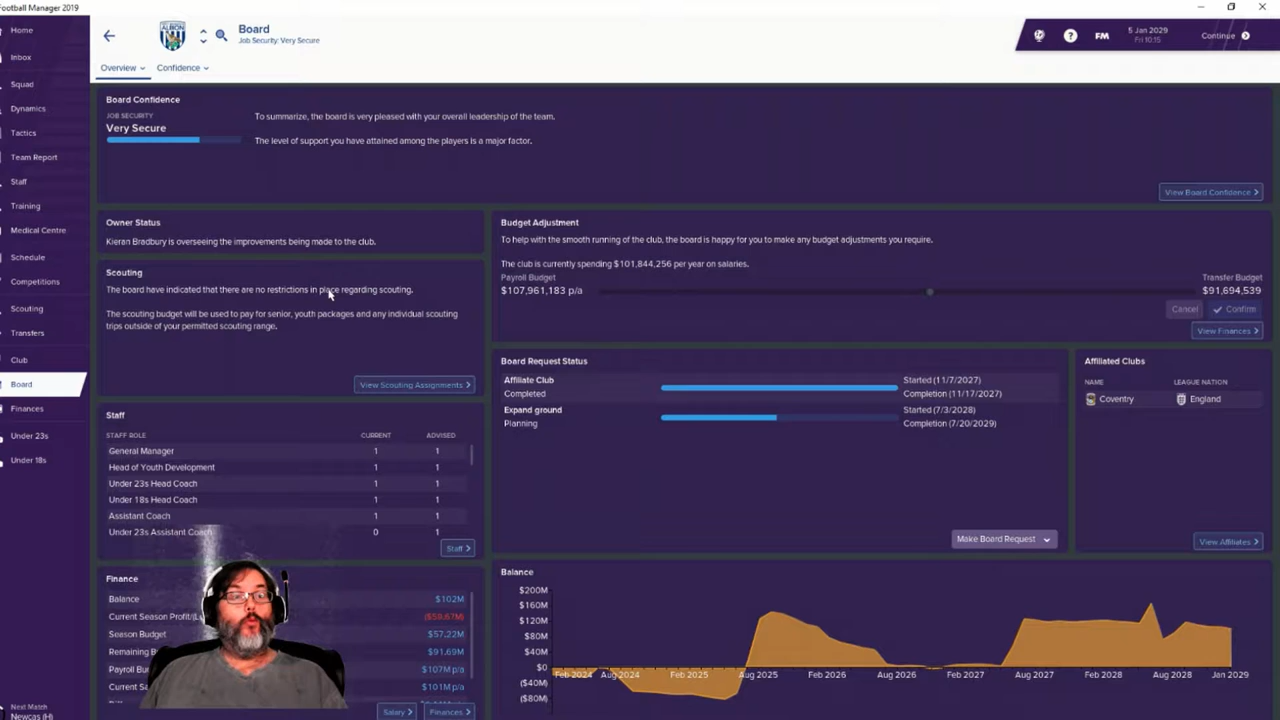 Football Manager 2019
Home
Inbox
Squad
Dynamics
Tactics
Team Report
Staff
Training
Medical Centre
Schedule
Competitions
Scouting
Transfers
Club
Board
Finances
Under 23s
Under 18s
Next Match
Newcas (H)
ALBION
Board
Job Security: Very Secure
FM
5 Jan 2029
Fri 10:15
Continue
Overview
Confidence
Board Confidence
JOB SECURITY
Very Secure
To summarize, the board is very pleased with your overall leadership of the team.
The level of support you have attained among the players is a major factor.
View Board Confidence >
Owner Status
Kieran Bradbury is overseeing the improvements being made to the club.
Scouting
The board have indicated that there are no restrictions in place regarding scouting.
The scouting budget will be used to pay for senior, youth packages and any individual scouting
trips outside of your permitted scouting range.
View Scouting Assignments >
Budget Adjustment
To help with the smooth running of the club, the board is happy for you to make any budget adjustments you require.
The club is currently spending $101,844,256 per year on salaries.
Payroll Budget
$107,961,183 p/a
Transfer Budget
$91,694,539
Cancel
Confirm
View Finances >
Board Request Status
Affiliate Club
Completed
Started (11/7/2027)
Completion (11/17/2027)
Expand ground
Planning
Started (7/3/2028)
Completion (7/20/2029)
Make Board Request
Affiliated Clubs
NAME LEAGUE NATION
Coventry England
View Affiliates >
Staff
STAFF ROLE CURRENT ADVISED
General Manager 1 1
Head of Youth Development 1 1
Under 23s Head Coach 1 1
Under 18s Head Coach 1 1
Assistant Coach 1 1
Under 23s Assistant Coach 0 1
Staff >
Finance
Balance $102M
Current Season Profit/(L
Season Budget $57.22M
Remaining B $91.69M
Payroll Bu $107M p/a
Current Sa $101M p/a
Salary >
Finances >
Balance
$200M
$160M
$120M
$80M
$40M
$0
($40M)
($80M)
Feb 2024 Aug 2024 Feb 2025 Aug 2025 Feb 2026 Aug 2026 Feb 2027 Aug 2027 Feb 2028 Aug 2028 Jan 2029